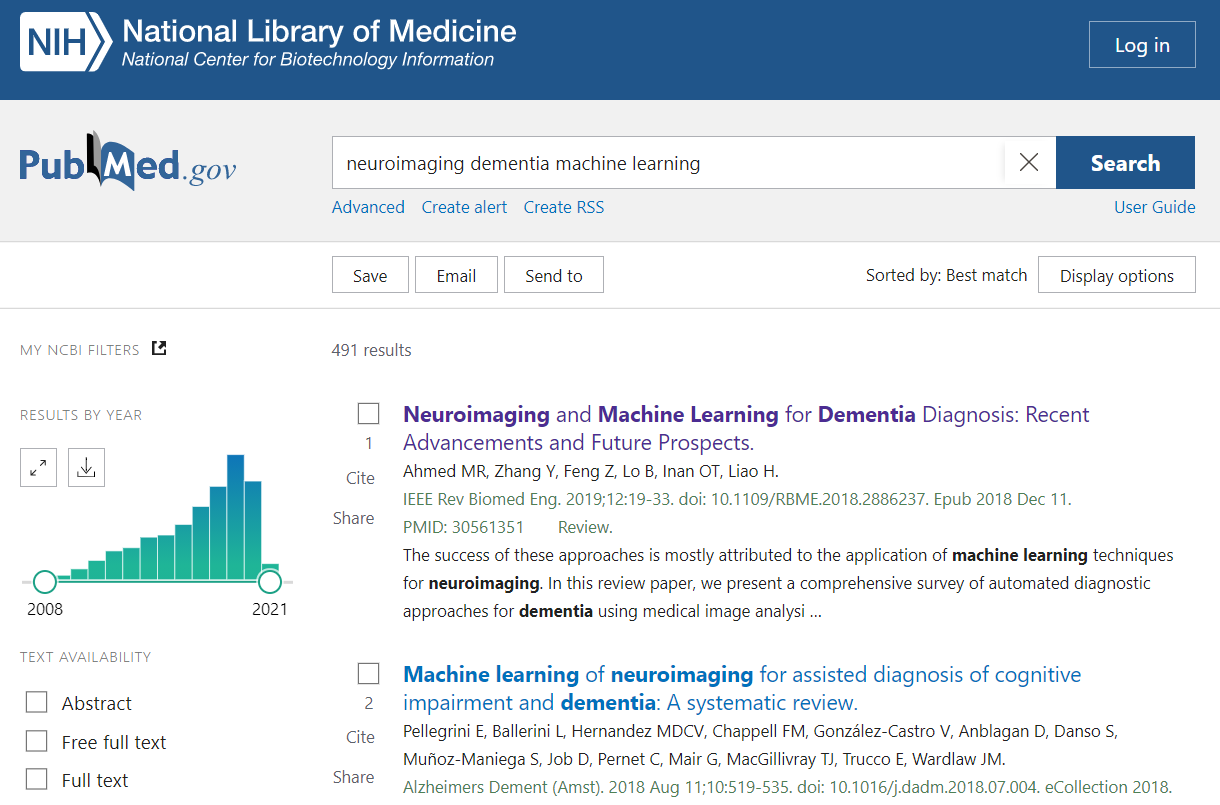 NIH National Library of Medicine
National Center for Biotechnology Information
Log in
PubMed.gov
neuroimaging dementia machine learning
Search
Advanced Create alert Create RSS
User Guide
Save Email Send to
Sorted by: Best match Display options
MY NCBI FILTERS
491 results
RESULTS BY YEAR
2008 2021
TEXT AVAILABILITY
Abstract
Free full text
Full text
1
Cite
Share
Neuroimaging and Machine Learning for Dementia Diagnosis: Recent
Advancements and Future Prospects.
Ahmed MR, Zhang Y, Feng Z, Lo B, Inan OT, Liao H.
IEEE Rev Biomed Eng. 2019;12:19-33. doi: 10.1109/RBME.2018.2886237. Epub 2018 Dec 11.
PMID: 30561351 Review.
The success of these approaches is mostly attributed to the application of machine learning techniques
for neuroimaging. In this review paper, we present a comprehensive survey of automated diagnostic
approaches for dementia using medical image analysi ...
2
Cite
Share
Machine learning of neuroimaging for assisted diagnosis of cognitive
impairment and dementia: A systematic review.
Pellegrini E, Ballerini L, Hernandez MDCV, Chappell FM, González-Castro V, Anblagan D, Danso S,
Muñoz-Maniega S, Job D, Pernet C, Mair G, MacGillivray TJ, Trucco E, Wardlaw JM.
Alzheimers Dement (Amst). 2018 Aug 11;10:519-535. doi: 10.1016/j.dadm.2018.07.004. eCollection 2018.